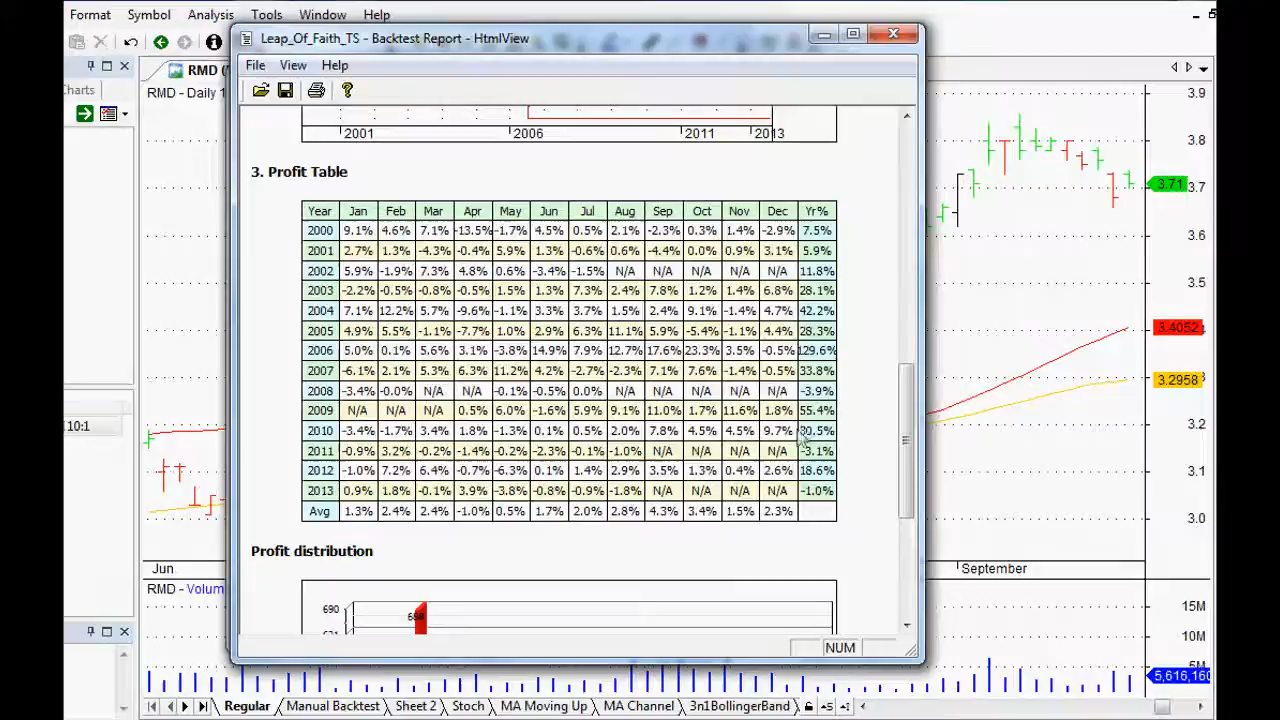 Format Symbol Analysis Tools Window Help
Leap_Of_Faith_TS - Backtest Report - HtmlView
File View Help
RMD
Charts
RMD - Daily
2001 2006 2011 2013
3. Profit Table
Year Jan Feb Mar Apr May Jun Jul Aug Sep Oct Nov Dec Yr%
2000 9.1% 4.6% 7.1% -13.5% -1.7% 4.5% 0.5% 2.1% -2.3% 0.3% 1.4% -2.9% 7.5%
2001 2.7% 1.3% -4.3% -0.4% 5.9% 1.3% -0.6% 0.6% -4.4% 0.0% 0.9% 3.1% 5.9%
2002 5.9% -1.9% 7.3% 4.8% 0.6% -3.4% -1.5% N/A N/A N/A N/A N/A 11.8%
2003 -2.2% -0.5% -0.8% -0.5% 1.5% 1.3% 7.3% 2.4% 7.8% 1.2% 1.4% 6.8% 28.1%
2004 7.1% 12.2% 5.7% -9.6% -1.1% 3.3% 3.7% 1.5% 2.4% 9.1% -1.4% 4.7% 42.2%
2005 4.9% 5.5% -1.1% -7.7% 1.0% 2.9% 6.3% 11.1% 5.9% -5.4% -1.1% 4.4% 28.3%
2006 5.0% 0.1% 5.6% 3.1% -3.8% 14.9% 7.9% 12.7% 17.6% 23.3% 3.5% -0.5% 129.6%
2007 -6.1% 2.1% 5.3% 6.3% 11.2% 4.2% -2.7% -2.3% 7.1% 7.6% -1.4% -0.5% 33.8%
2008 -3.4% -0.0% N/A N/A -0.1% -0.5% 0.0% N/A N/A N/A N/A N/A -3.9%
2009 N/A N/A N/A 0.5% 6.0% -1.6% 5.9% 9.1% 11.0% 1.7% 11.6% 1.8% 55.4%
2010 -3.4% -1.7% 3.4% 1.8% -1.3% 0.1% 0.5% 2.0% 7.8% 4.5% 4.5% 9.7%
2011 -0.9% 3.2% -0.2% -1.4% -0.2% -2.3% -0.1% -1.0% N/A N/A N/A N/A -3.1%
2012 -1.0% 7.2% 6.4% -0.7% -6.3% 0.1% 1.4% 2.9% 3.5% 1.3% 0.4% 2.6% 18.6%
2013 0.9% 1.8% -0.1% 3.9% -3.8% -0.8% -0.9% -1.8% N/A N/A N/A N/A -1.0%
Avg 1.3% 2.4% 2.4% -1.0% 0.5% 1.7% 2.0% 2.8% 4.3% 3.4% 1.5% 2.3%
Profit distribution
690
NUM
10:1
3.9
3.8
3.71
3.7
3.6
3.5
3.4052
3.2958
3.2
3.1
3.0
Jun September
RMD - Volum
15M
10M
5M
5,616,160
Regular Manual Backtest Sheet 2 Stoch MA Moving Up MA Channel 3n1BollingerBand